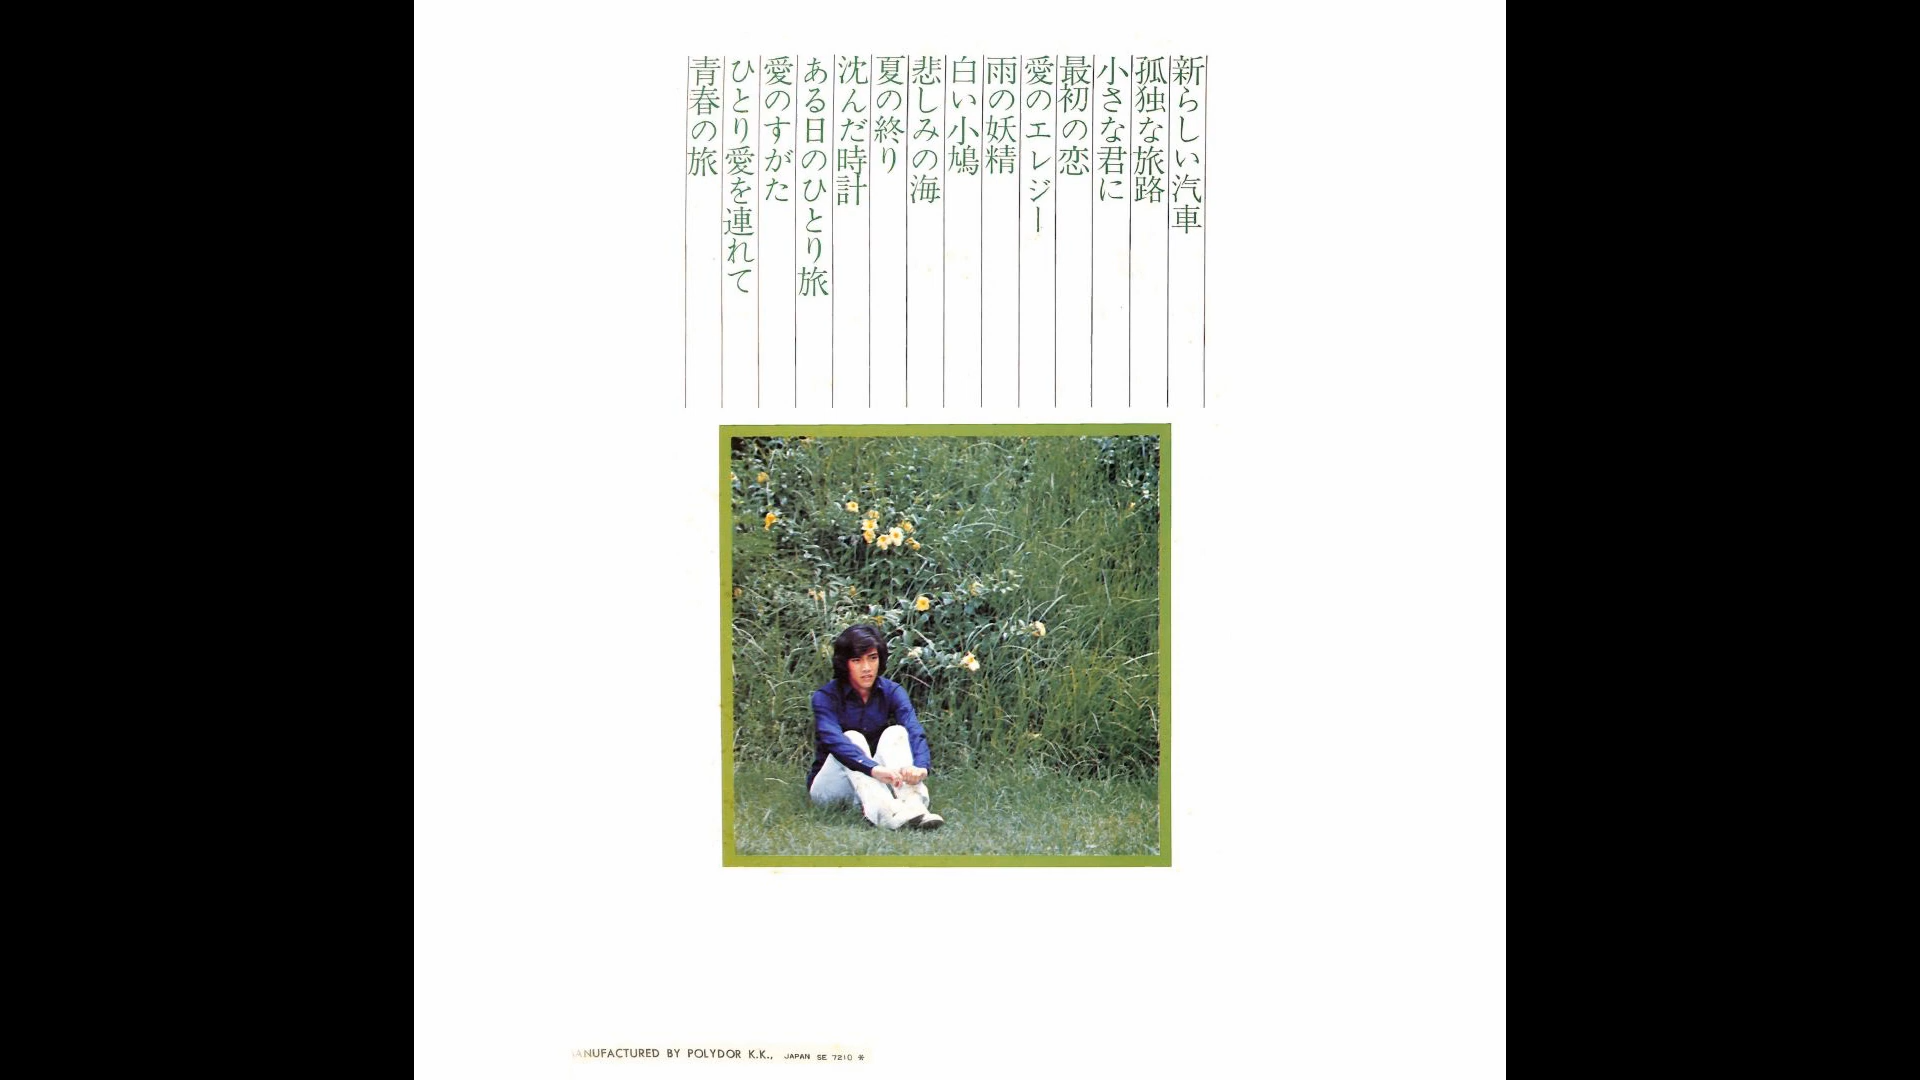 新らしい汽車
孤独な旅路
小さな君に
最初の恋
愛のエレジー
雨の妖精
白い小鳩
悲しみの海
夏の終り
沈んだ時計
ある日のひとり旅
愛のすがた
ひとり愛を連れて
青春の旅
ANUFACTURED BY POLYDOR K.K., JAPAN SE 7210 *